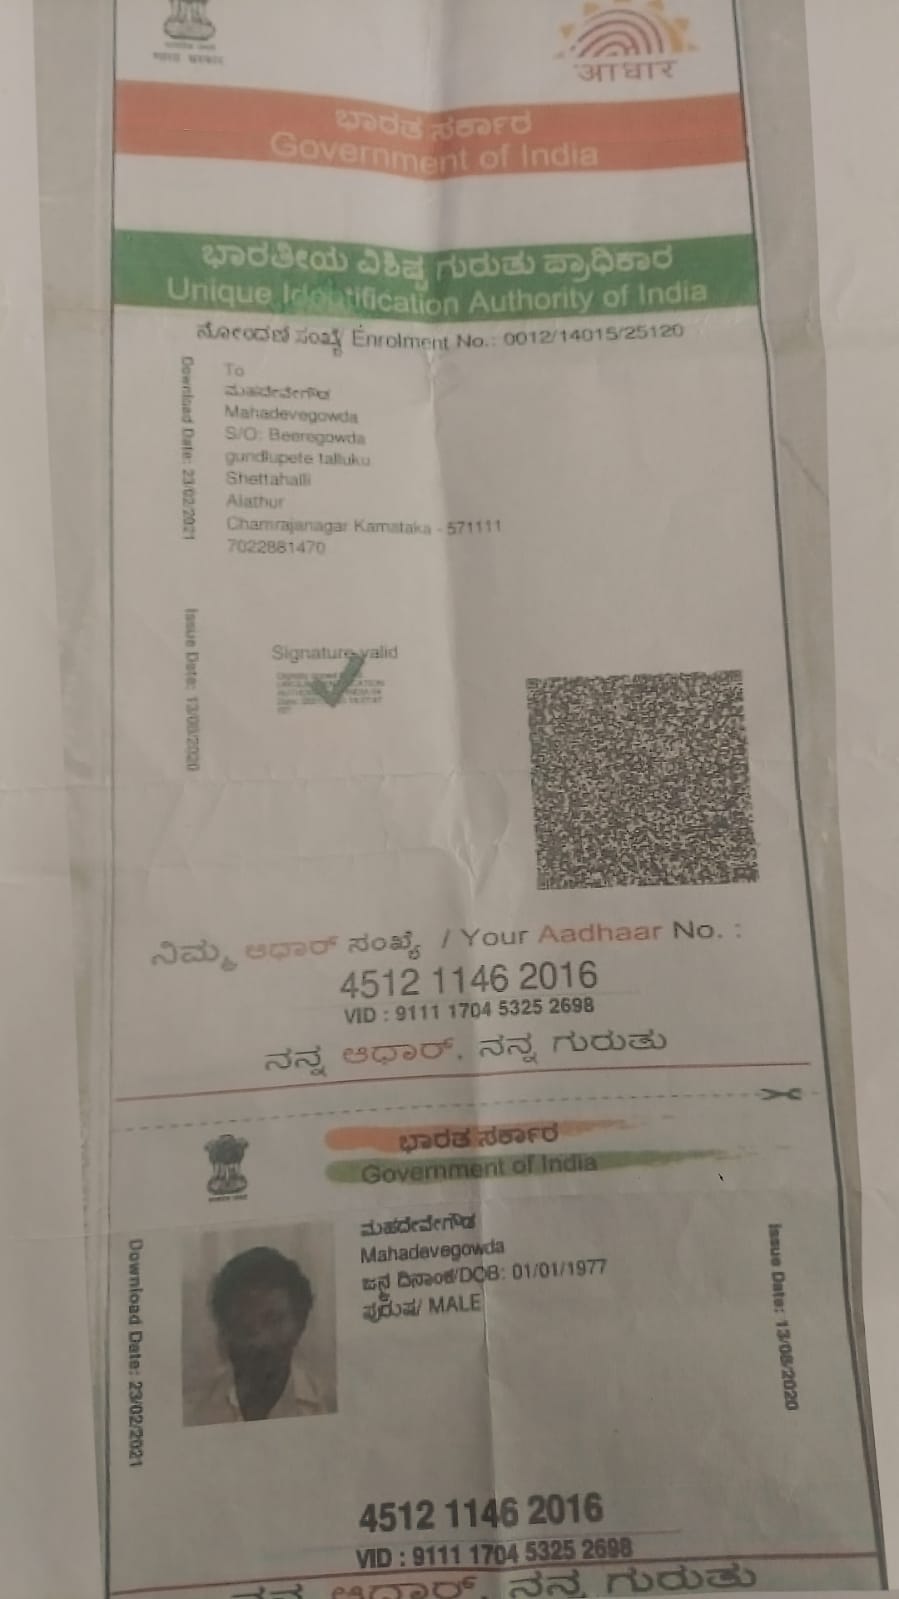 भारत सरकार
आधार
ಭಾರತ ಸರ್ಕಾರ
Government of India
ಭಾರತೀಯ ವಿಶಿಷ್ಟ ಗುರುತು ಪ್ರಾಧಿಕಾರ
Unique Identification Authority of India
ನೋಂದಣಿ ಸಂಖ್ಯೆ Enrolment No.: 0012/14015/25120
Download Date: 23/02/2021
To
ಮಹದೇವೇಗೌಡ
Mahadevegowda
S/O: Beeregowda
gundlupete talluku
Shettahalli
Alathur
Chamrajanagar Karnataka - 571111
7022881470
Issue Date: 13/08/2020
Signature valid
ನಿಮ್ಮ ಆಧಾರ್ ಸಂಖ್ಯೆ / Your Aadhaar No. :
4512 1146 2016
VID : 9111 1704 5325 2698
ನನ್ನ ಆಧಾರ್, ನನ್ನ ಗುರುತು
ಭಾರತ ಸರ್ಕಾರ
Government of India
Download Date: 23/02/2021
ಮಹದೇವೇಗೌಡ
Mahadevegowda
ಜನ್ಮ ದಿನಾಂಕ/DOB: 01/01/1977
ಪುರುಷ/ MALE
Issue Date: 13/08/2020
4512 1146 2016
VID : 9111 1704 5325 2698
ನನ್ನ ಆಧಾರ್, ನನ್ನ ಗುರುತು